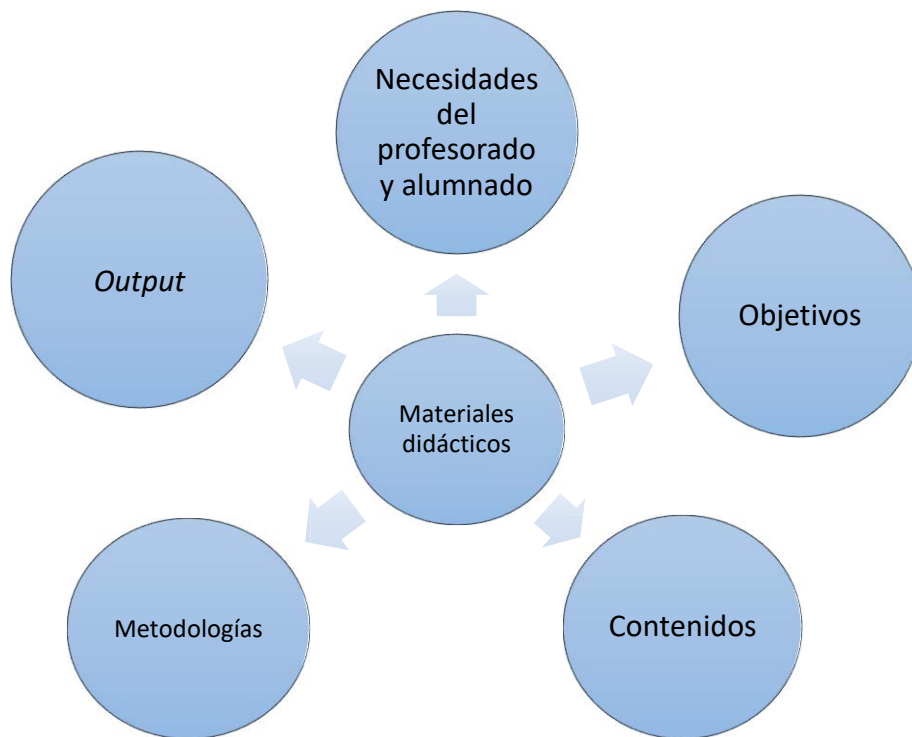 Necesidades
del
profesorado
y alumnado
Output
Objetivos
Materiales
didácticos
Metodologías
Contenidos